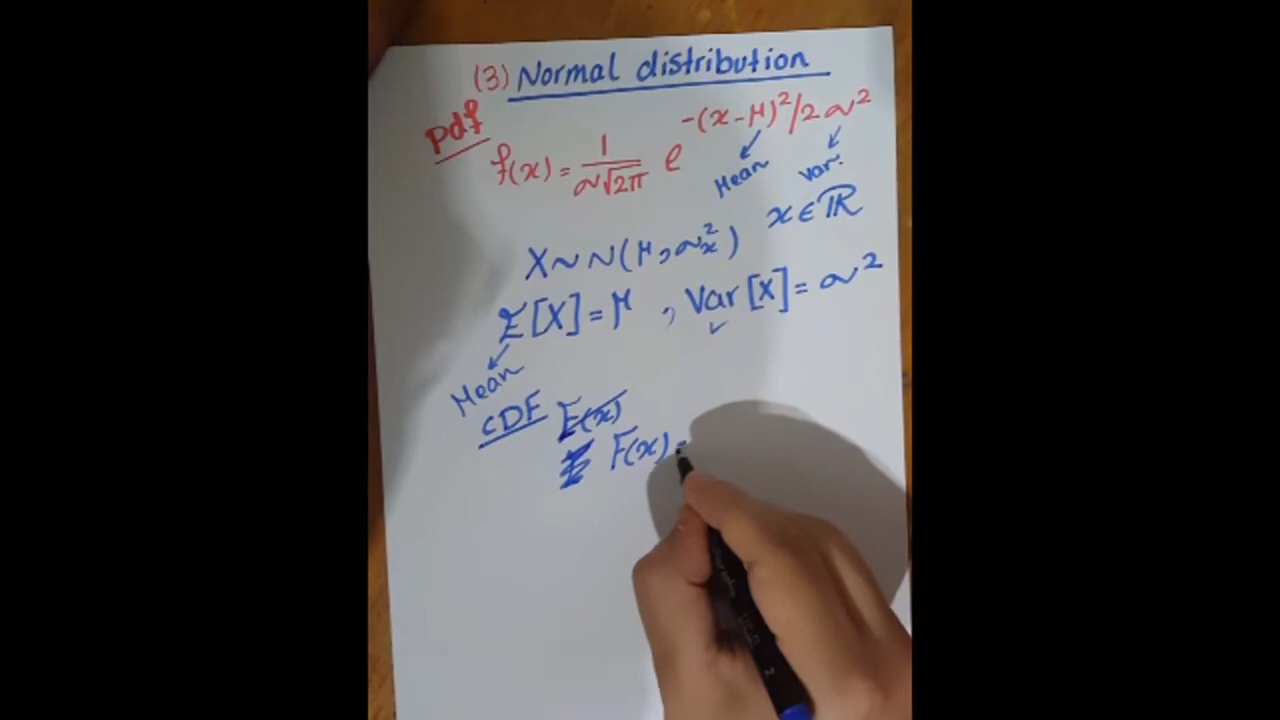 (3) Normal distribution
Pdf
f(x) = 1/σ√2π e^-(x-μ)²/2σ²
Mean
Var.
x ∈ ℝ
X ~ N(μ, σₓ²)
E[X] = μ , Var[X] = σ²
Mean
CDF E(x)
F(x) =